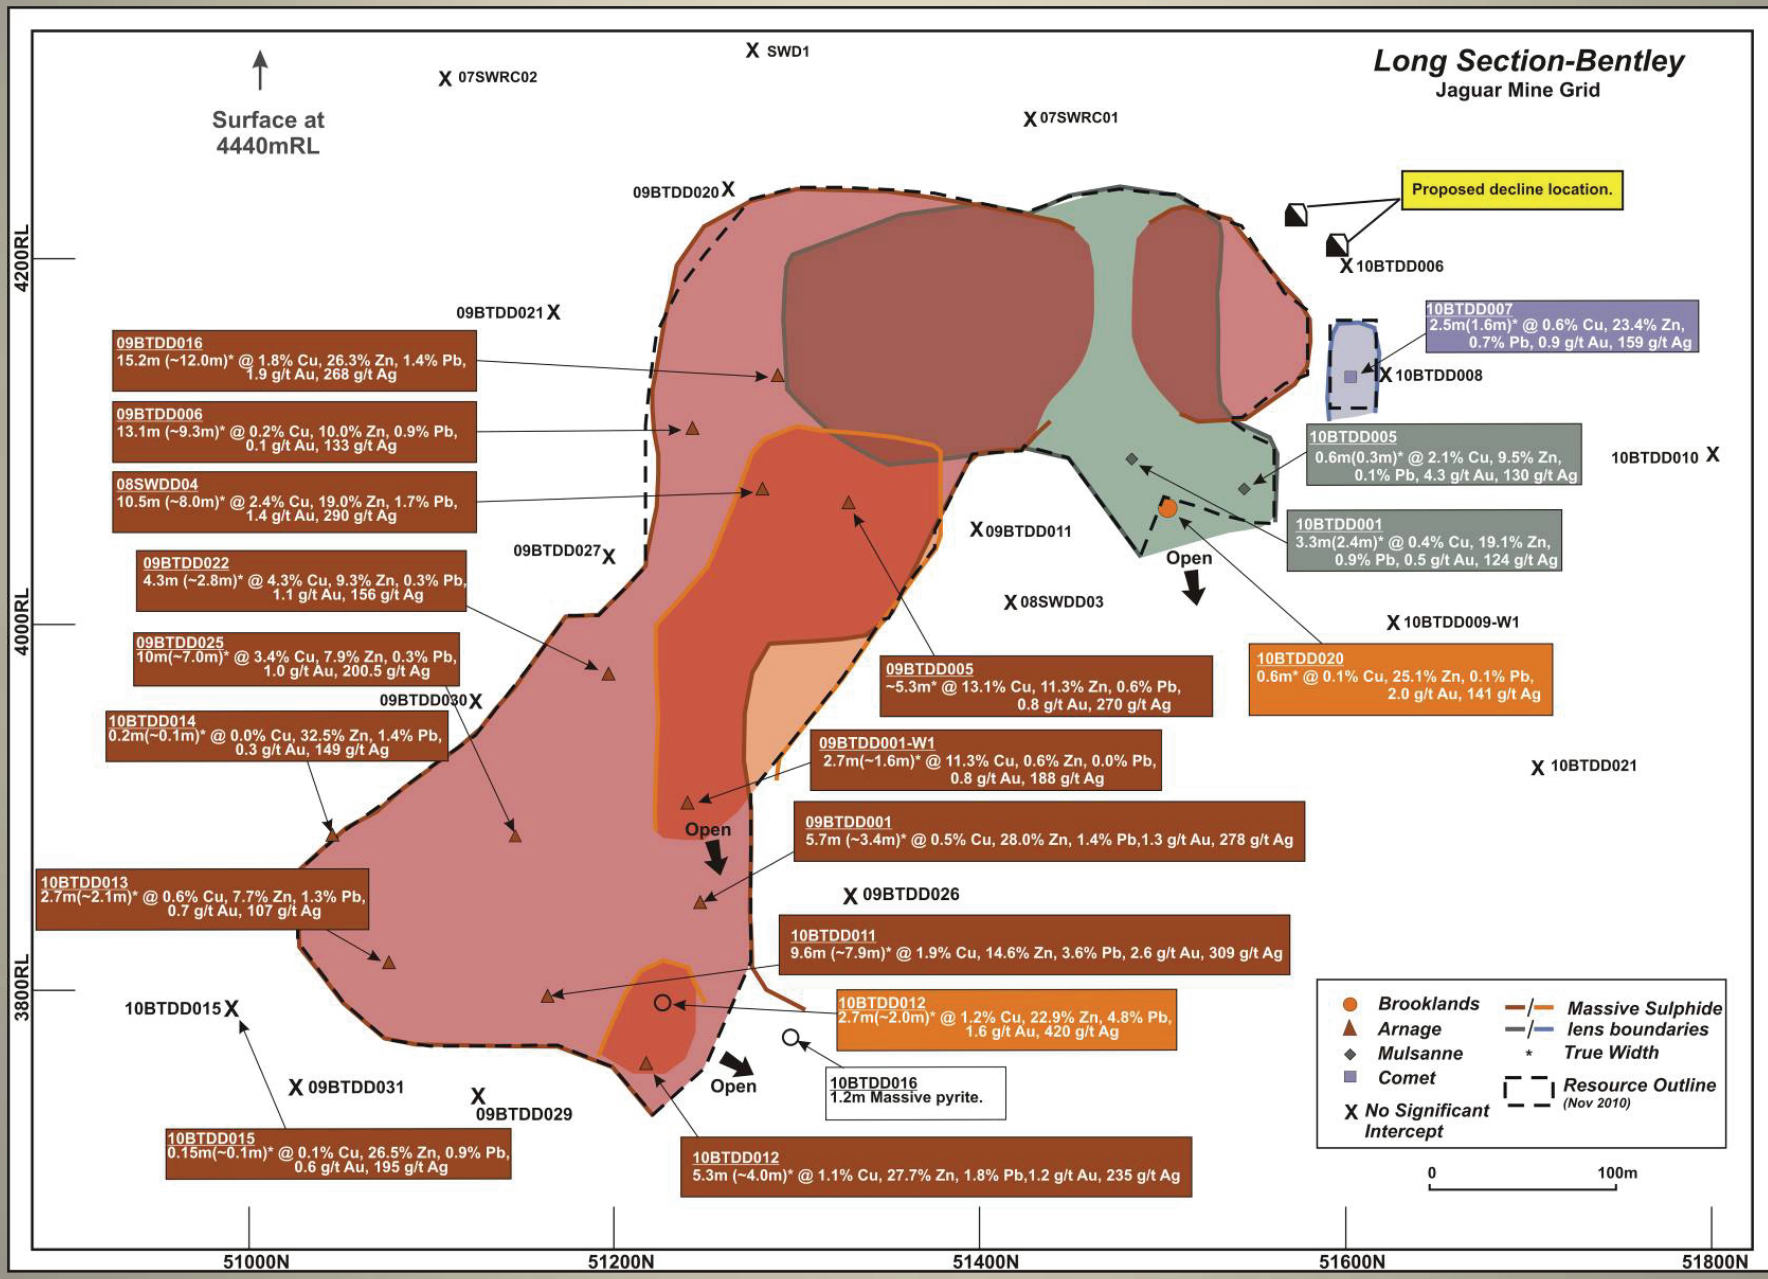 Long Section-Bentley
Jaguar Mine Grid
Surface at
4440mRL
SWD1
07SWRC02
07SWRC01
09BTDD020
Proposed decline location.
4200RL
10BTDD006
09BTDD021
10BTDD007
2.5m(1.6m)* @ 0.6% Cu, 23.4% Zn,
0.7% Pb, 0.9 g/t Au, 159 g/t Ag
10BTDD008
09BTDD016
15.2m (~12.0m)* @ 1.8% Cu, 26.3% Zn, 1.4% Pb,
1.9 g/t Au, 268 g/t Ag
09BTDD006
13.1m (~9.3m)* @ 0.2% Cu, 10.0% Zn, 0.9% Pb,
0.1 g/t Au, 133 g/t Ag
10BTDD005
0.6m(0.3m)* @ 2.1% Cu, 9.5% Zn,
0.1% Pb, 4.3 g/t Au, 130 g/t Ag
10BTDD010
08SWDD04
10.5m (~8.0m)* @ 2.4% Cu, 19.0% Zn, 1.7% Pb,
1.4 g/t Au, 290 g/t Ag
10BTDD001
3.3m(2.4m)* @ 0.4% Cu, 19.1% Zn,
0.9% Pb, 0.5 g/t Au, 124 g/t Ag
09BTDD011
09BTDD027
Open
09BTDD022
4.3m (~2.8m)* @ 4.3% Cu, 9.3% Zn, 0.3% Pb,
1.1 g/t Au, 156 g/t Ag
08SWDD03
4000RL
10BTDD009-W1
09BTDD025
10m(~7.0m)* @ 3.4% Cu, 7.9% Zn, 0.3% Pb,
1.0 g/t Au, 200.5 g/t Ag
09BTDD005
~5.3m* @ 13.1% Cu, 11.3% Zn, 0.6% Pb,
0.8 g/t Au, 270 g/t Ag
10BTDD020
0.6m* @ 0.1% Cu, 25.1% Zn, 0.1% Pb,
2.0 g/t Au, 141 g/t Ag
09BTDD030
10BTDD014
0.2m(~0.1m)* @ 0.0% Cu, 32.5% Zn, 1.4% Pb,
0.3 g/t Au, 149 g/t Ag
09BTDD001-W1
2.7m(~1.6m)* @ 11.3% Cu, 0.6% Zn, 0.0% Pb,
0.8 g/t Au, 188 g/t Ag
10BTDD021
Open
09BTDD001
5.7m (~3.4m)* @ 0.5% Cu, 28.0% Zn, 1.4% Pb,1.3 g/t Au, 278 g/t Ag
10BTDD013
2.7m(~2.1m)* @ 0.6% Cu, 7.7% Zn, 1.3% Pb,
0.7 g/t Au, 107 g/t Ag
09BTDD026
10BTDD011
9.6m (~7.9m)* @ 1.9% Cu, 14.6% Zn, 3.6% Pb, 2.6 g/t Au, 309 g/t Ag
3800RL
10BTDD015
10BTDD012
2.7m(~2.0m)* @ 1.2% Cu, 22.9% Zn, 4.8% Pb,
1.6 g/t Au, 420 g/t Ag
Open
10BTDD016
1.2m Massive pyrite.
09BTDD031
09BTDD029
10BTDD015
0.15m(~0.1m)* @ 0.1% Cu, 26.5% Zn, 0.9% Pb,
0.6 g/t Au, 195 g/t Ag
10BTDD012
5.3m (~4.0m)* @ 1.1% Cu, 27.7% Zn, 1.8% Pb,1.2 g/t Au, 235 g/t Ag
Brooklands
Arnage
Mulsanne
Comet
X No Significant
Intercept
Massive Sulphide
lens boundaries
* True Width
Resource Outline
(Nov 2010)
0 100m
51000N 51200N 51400N 51600N 51800N